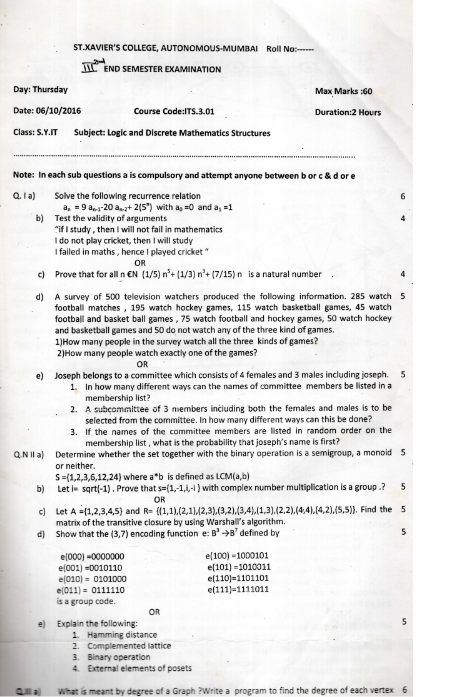 ST.XAVIER'S COLLEGE, AUTONOMOUS-MUMBAI Roll No:------
END SEMESTER EXAMINATION
Day: Thursday Max Marks :60
Date: 06/10/2016 Course Code:ITS.3.01 Duration:2 Hours
Class: S.Y.IT Subject: Logic and Discrete Mathematics Structures
Note: In each sub questions a is compulsory and attempt anyone between b or c & d or e
Q. I a) Solve the following recurrence relation 6
aₙ = 9 aₙ₋₁-20 aₙ₋₂+ 2(5ⁿ) with a₀ =0 and a₁ =1
b) Test the validity of arguments 4
"if I study , then I will not fail in mathematics
I do not play cricket, then I will study
I failed in maths , hence I played cricket "
OR
c) Prove that for all n ЄN (1/5) n⁵+ (1/3) n³+ (7/15) n is a natural number . 4
d) A survey of 500 television watchers produced the following information. 285 watch 5
football matches , 195 watch hockey games, 115 watch basketball games, 45 watch
football and basket ball games , 75 watch football and hockey games, 50 watch hockey
and basketball games and 50 do not watch any of the three kind of games.
1)How many people in the survey watch all the three kinds of games?
2)How many people watch exactly one of the games?
OR
e) Joseph belongs to a committee which consists of 4 females and 3 males including joseph. 5
1. In how many different ways can the names of committee members be listed in a
membership list?
2. A subcommittee of 3 members including both the females and males is to be
selected from the committee. In how many different ways can this be done?
3. If the names of the committee members are listed in random order on the
membership list , what is the probability that joseph's name is first?
Q.N II a) Determine whether the set together with the binary operation is a semigroup, a monoid 5
or neither.
S ={1,2,3,6,12,24} where a*b is defined as LCM(a,b)
b) Let i= sqrt(-1) . Prove that s={1,-1,i,-i } with complex number multiplication is a group .? 5
OR
c) Let A ={1,2,3,4,5} and R= {(1,1),(2,1),(2,3),(3,2),(3,4),(1,3),(2,2),(4,4),(4,2),(5,5)}. Find the 5
matrix of the transitive closure by using Warshall's algorithm.
d) Show that the (3,7) encoding function e: B³ →B⁷ defined by 5
e(000) =0000000 e(100) =1000101
e(001) =0010110 e(101) =1010011
e(010) = 0101000 e(110)=1101101
e(011) = 0111110 e(111)=1111011
is a group code.
OR
e) Explain the following: 5
1. Hamming distance
2. Complemented lattice
3. Binary operation
4. External elements of posets
Q.III a) What is meant by degree of a Graph ?Write a program to find the degree of each vertex 6